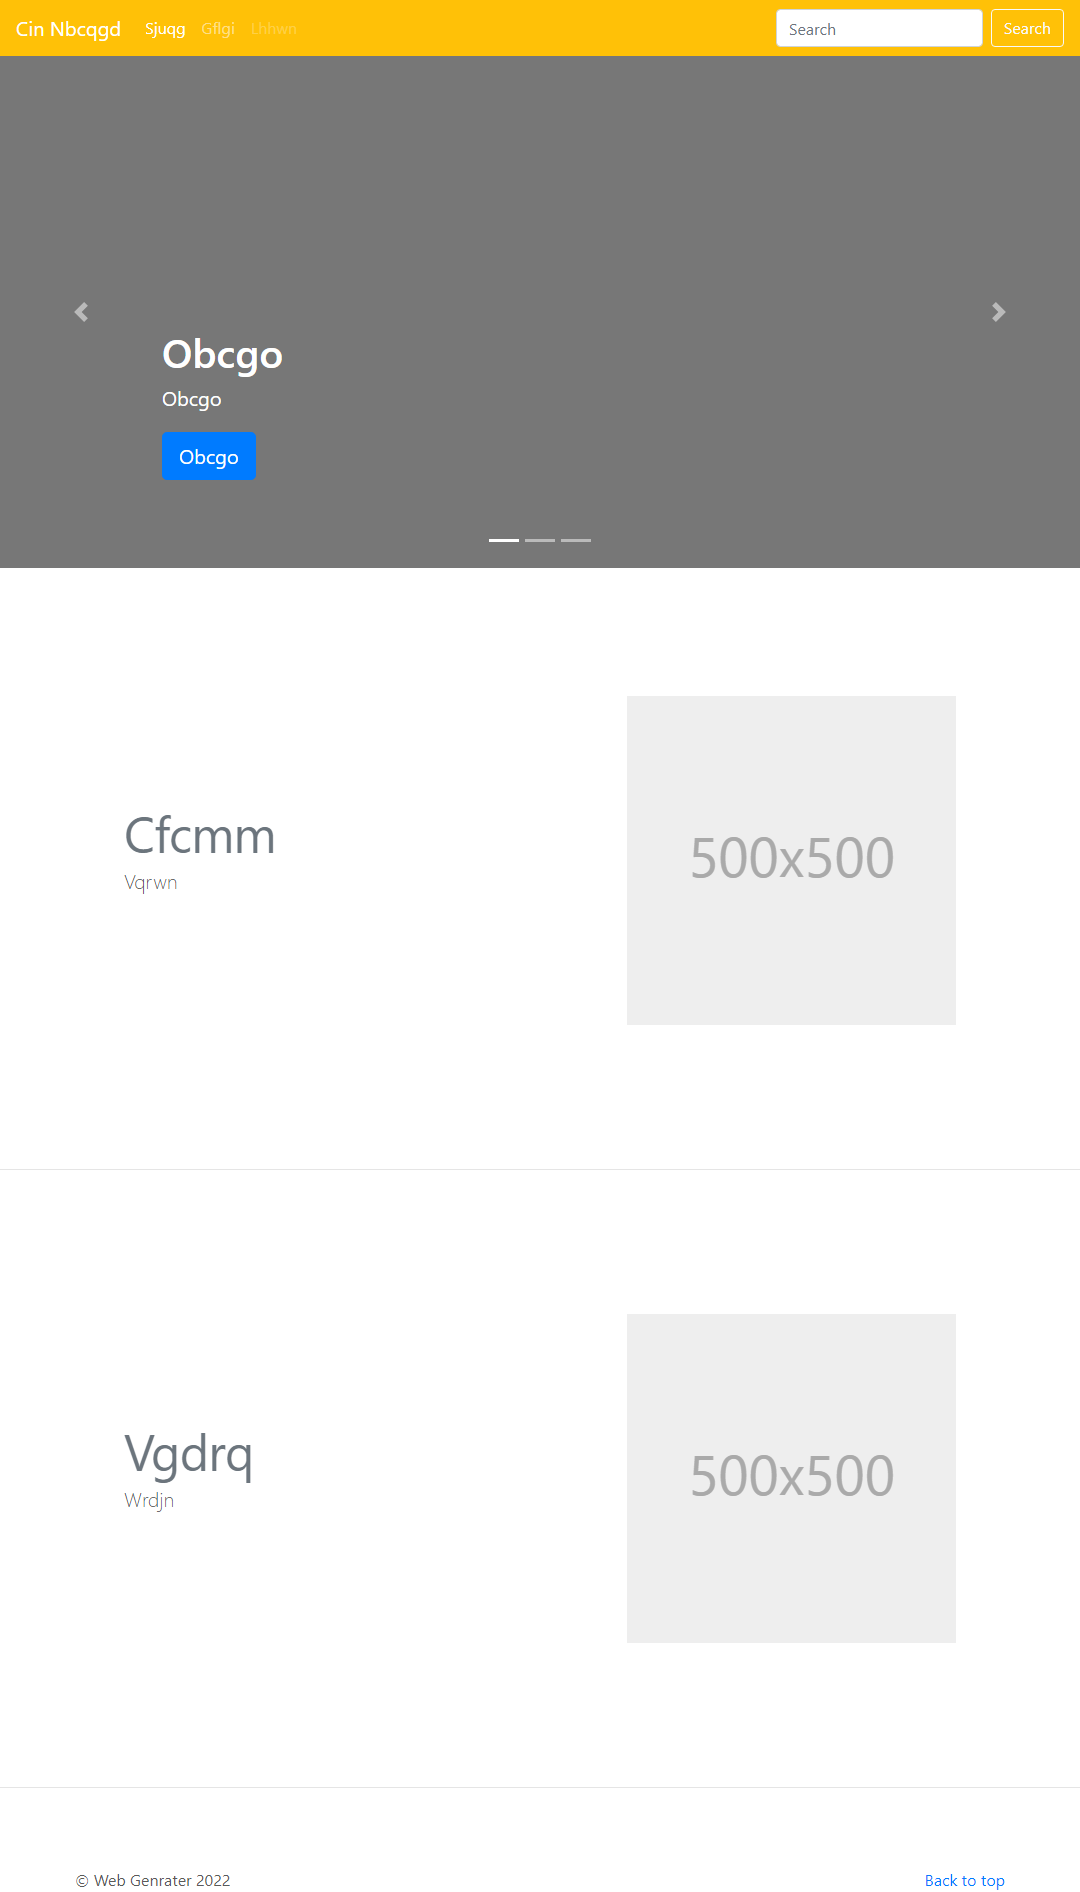 Cin Nbcqgd Sjuqg Gflgi Lhhwn Search Search
Obcgo
Obcgo
Obcgo
Cfcmm
Vqrwn
500x500
Vgdrq
Wrdjn
500x500
© Web Genrater 2022 Back to top